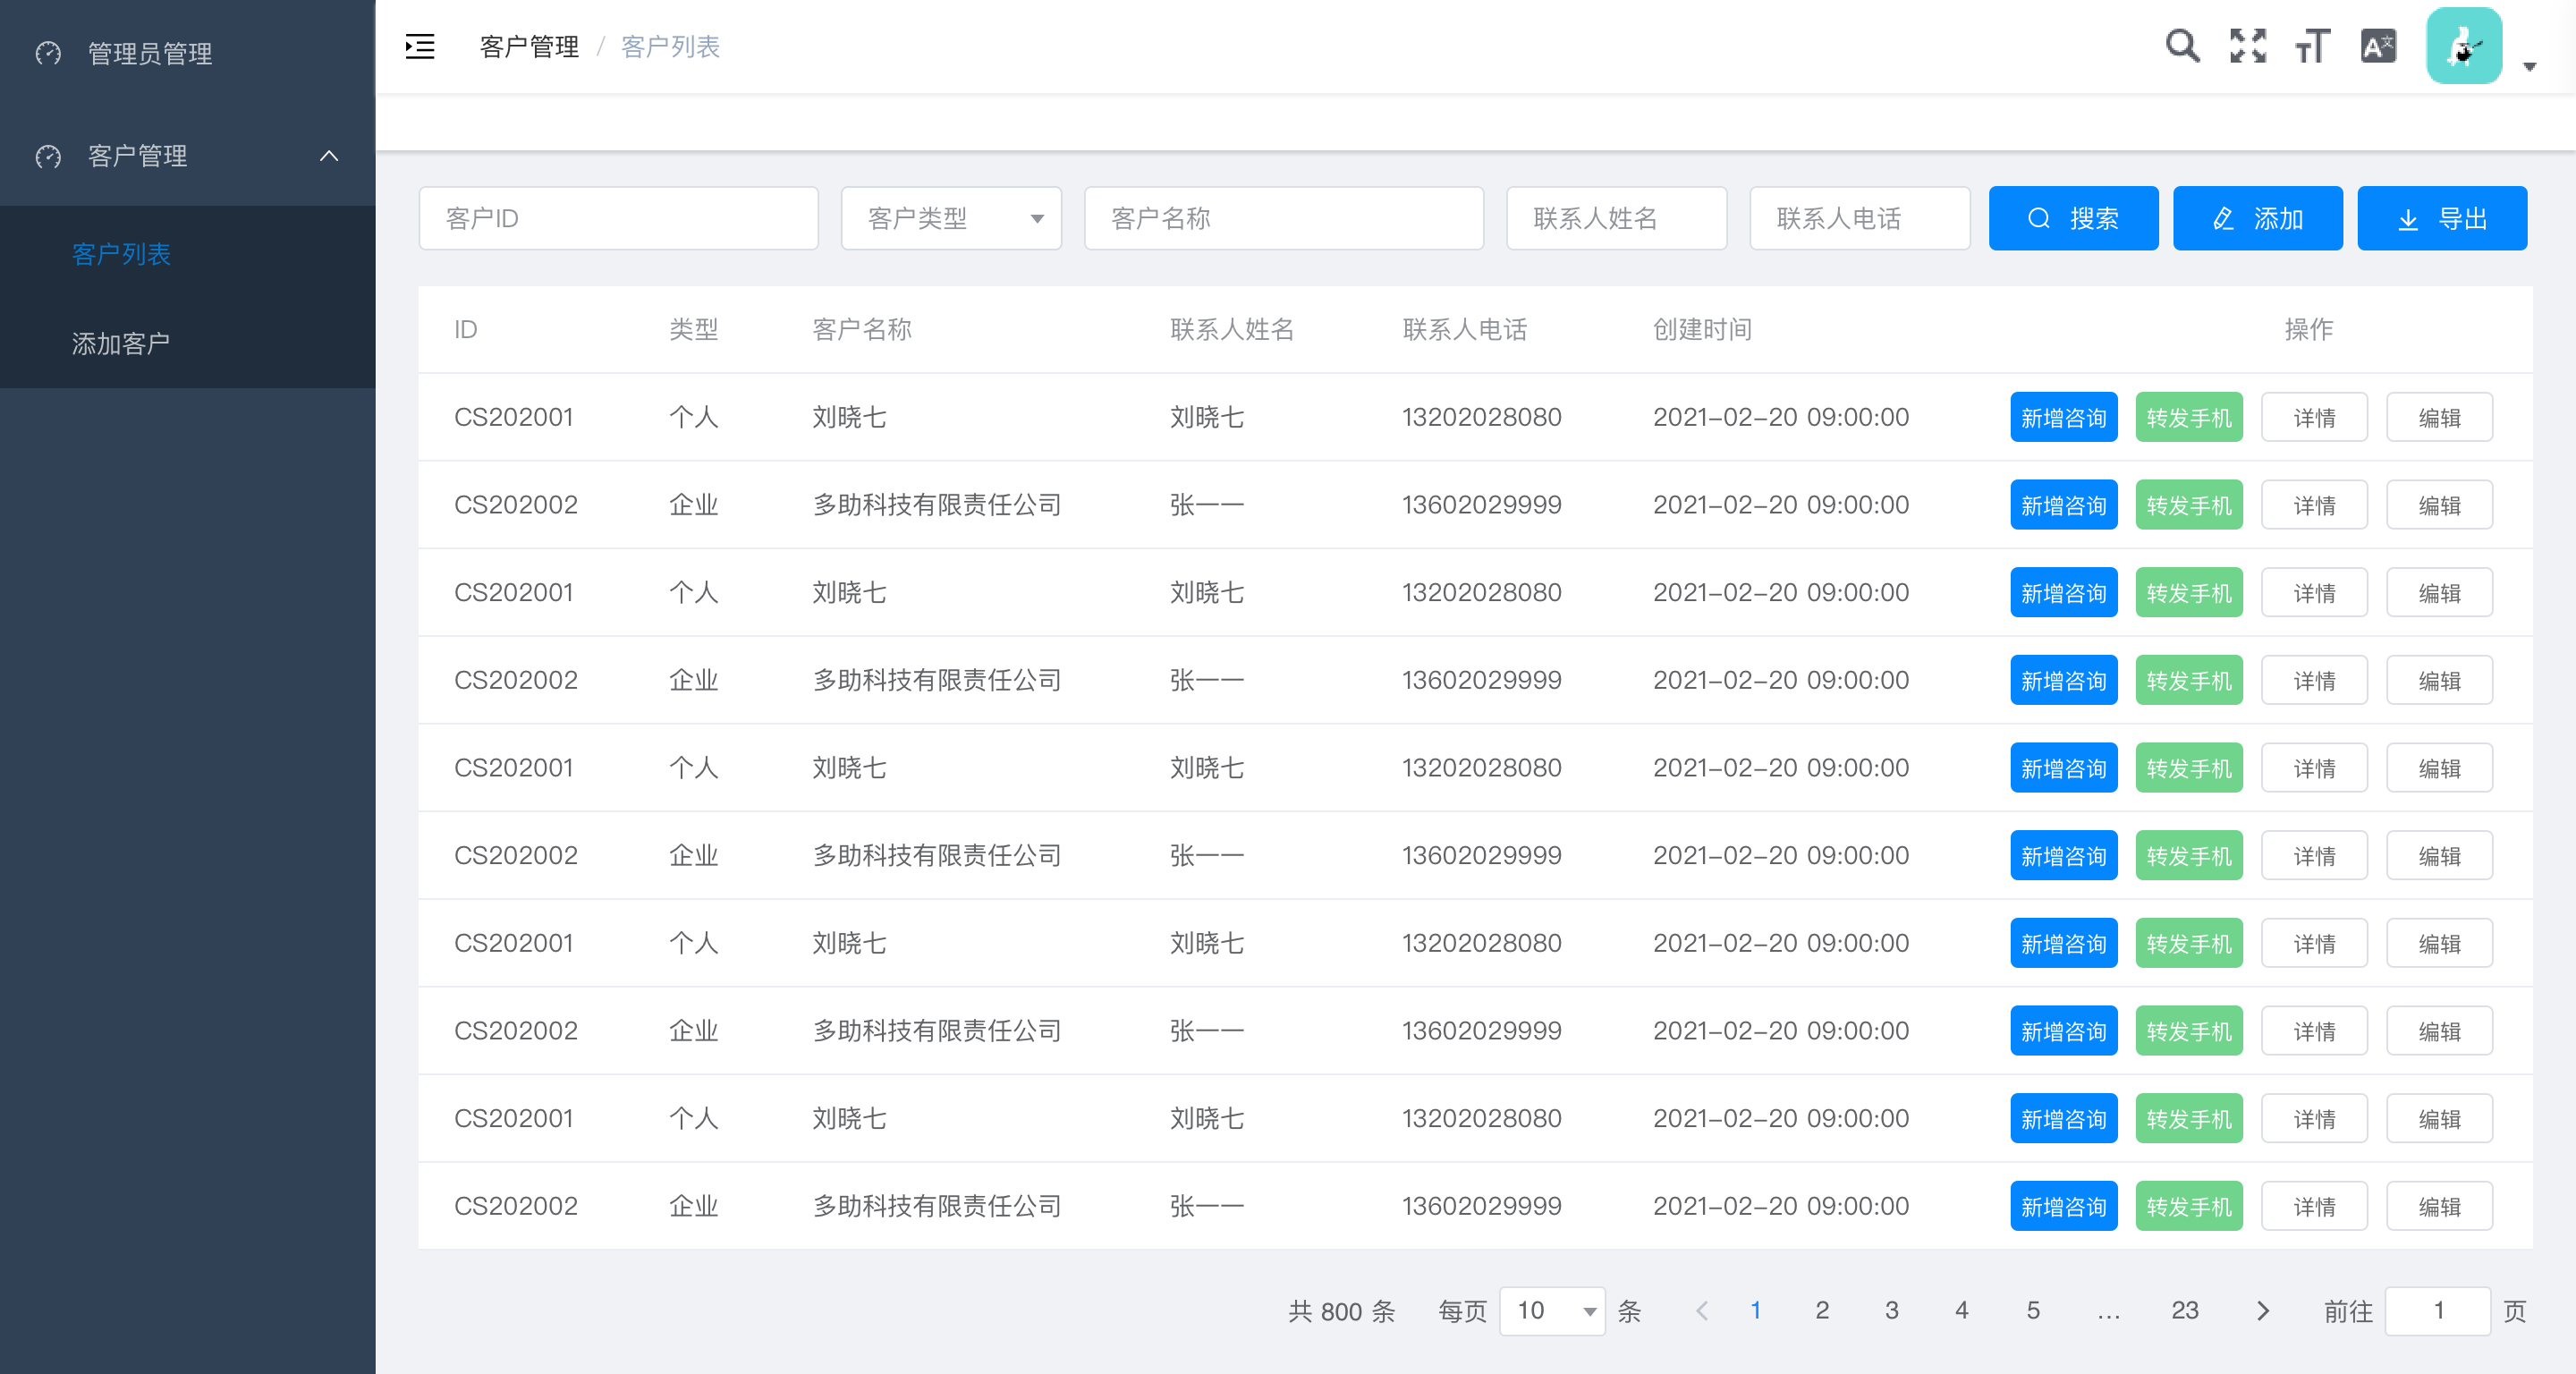 管理员管理
客户管理
客户列表
添加客户
客户管理 / 客户列表
客户ID 客户类型 客户名称 联系人姓名 联系人电话 搜索 添加 导出
ID 类型 客户名称 联系人姓名 联系人电话 创建时间 操作
CS202001 个人 刘晓七 刘晓七 13202028080 2021-02-20 09:00:00 新增咨询 转发手机 详情 编辑
CS202002 企业 多助科技有限责任公司 张一一 13602029999 2021-02-20 09:00:00 新增咨询 转发手机 详情 编辑
CS202001 个人 刘晓七 刘晓七 13202028080 2021-02-20 09:00:00 新增咨询 转发手机 详情 编辑
CS202002 企业 多助科技有限责任公司 张一一 13602029999 2021-02-20 09:00:00 新增咨询 转发手机 详情 编辑
CS202001 个人 刘晓七 刘晓七 13202028080 2021-02-20 09:00:00 新增咨询 转发手机 详情 编辑
CS202002 企业 多助科技有限责任公司 张一一 13602029999 2021-02-20 09:00:00 新增咨询 转发手机 详情 编辑
CS202001 个人 刘晓七 刘晓七 13202028080 2021-02-20 09:00:00 新增咨询 转发手机 详情 编辑
CS202002 企业 多助科技有限责任公司 张一一 13602029999 2021-02-20 09:00:00 新增咨询 转发手机 详情 编辑
CS202001 个人 刘晓七 刘晓七 13202028080 2021-02-20 09:00:00 新增咨询 转发手机 详情 编辑
CS202002 企业 多助科技有限责任公司 张一一 13602029999 2021-02-20 09:00:00 新增咨询 转发手机 详情 编辑
共 800 条 每页 10 条 1 2 3 4 5 ... 23 前往 1 页